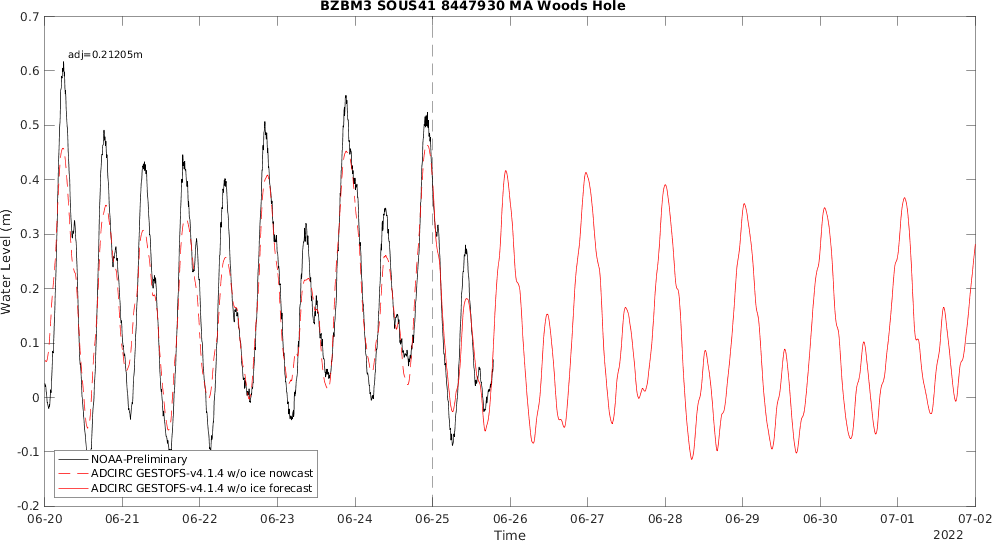 BZBM3 SOUS41 8447930 MA Woods Hole
adj=0.21205m
Water Level (m)
0.7
0.6
0.5
0.4
0.3
0.2
0.1
0
-0.1
-0.2
NOAA-Preliminary
ADCIRC GESTOFS-v4.1.4 w/o ice nowcast
ADCIRC GESTOFS-v4.1.4 w/o ice forecast
06-20 06-21 06-22 06-23 06-24 06-25 06-26 06-27 06-28 06-29 06-30 07-01 07-02
Time
2022